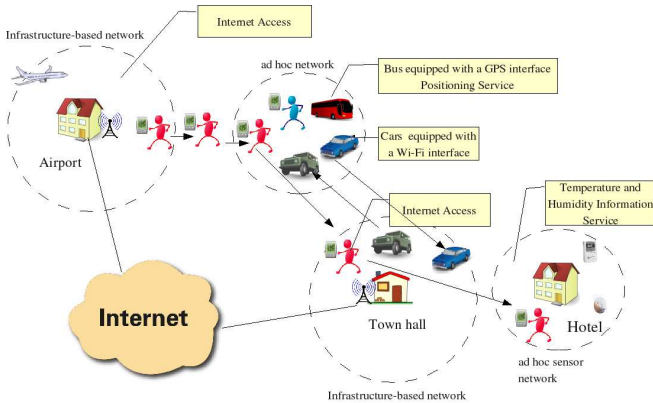 Internet Access
Infrastructure-based network
ad hoc network
Bus equipped with a GPS interface
Positioning Service
Cars equipped with
a Wi-Fi interface
Airport
Temperature and
Humidity Information
Service
Internet Access
Internet
Town hall
Hotel
ad hoc sensor
network
Infrastructure-based network